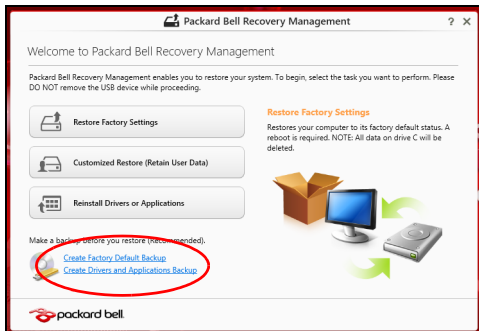 Packard Bell Recovery Management
? X
Welcome to Packard Bell Recovery Management
Packard Bell Recovery Management enables you to restore your system. To begin, select the task you want to perform. Please
DO NOT remove the USB device while proceeding.
Restore Factory Settings
Customized Restore (Retain User Data)
Reinstall Drivers or Applications
Restore Factory Settings
Restores your computer to its factory default status. A
reboot is required. NOTE: All data on drive C will be
deleted.
Make a backup before you restore (Recommended).
Create Factory Default Backup
Create Drivers and Applications Backup
packard bell.